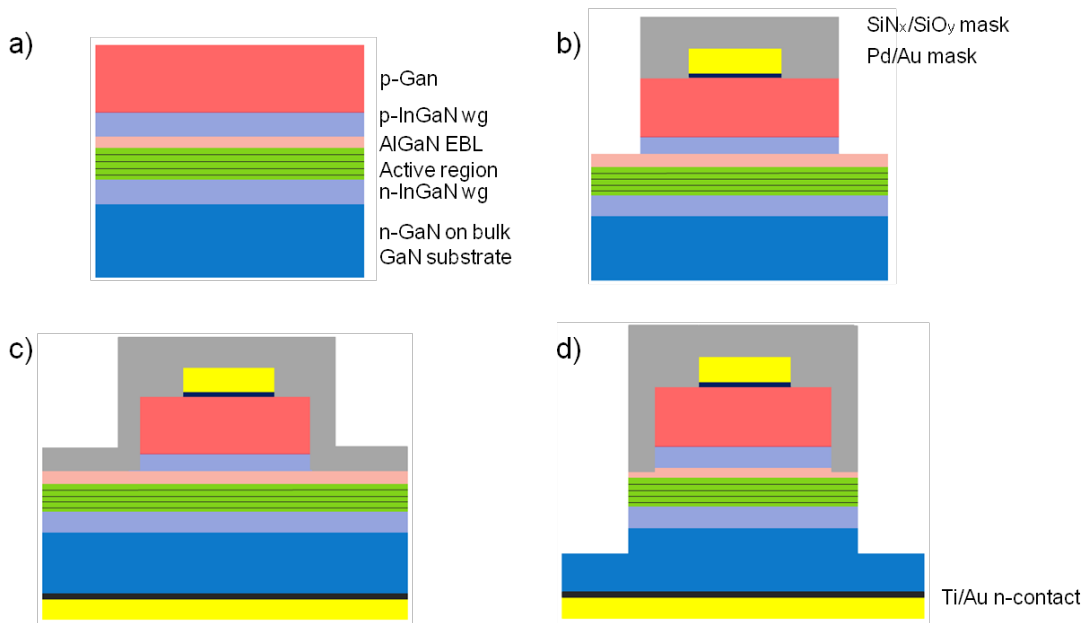 a)
p-Gan
p-InGaN wg
AlGaN EBL
Active region
n-InGaN wg
n-GaN on bulk
GaN substrate
b)
SiNₓ/SiOᵧ mask
Pd/Au mask
c)
d)
Ti/Au n-contact